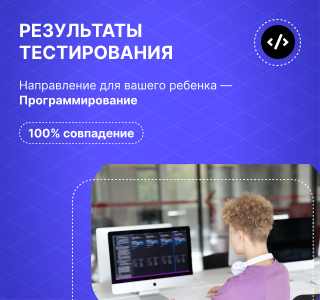 РЕЗУЛЬТАТЫ
ТЕСТИРОВАНИЯ
</>
Направление для вашего ребенка —
Программирование
100% совпадение